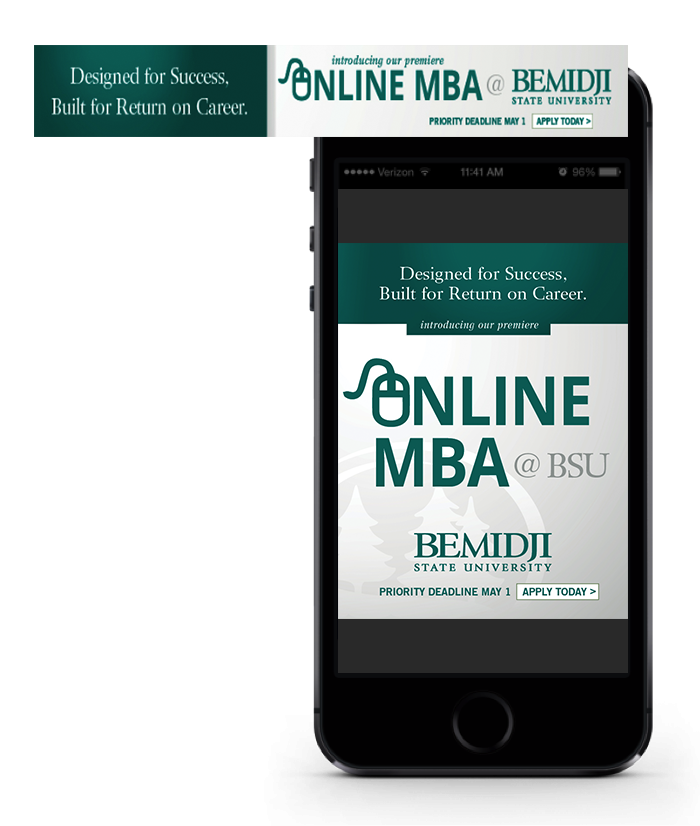 Designed for Success,
Built for Return on Career.
introducing our premiere
ONLINE MBA @ BEMIDJI
STATE UNIVERSITY
PRIORITY DEADLINE MAY 1 APPLY TODAY >
Verizon 11:41 AM 96%
Designed for Success,
Built for Return on Career.
introducing our premiere
ONLINE
MBA @ BSU
BEMIDJI
STATE UNIVERSITY
PRIORITY DEADLINE MAY 1 APPLY TODAY >